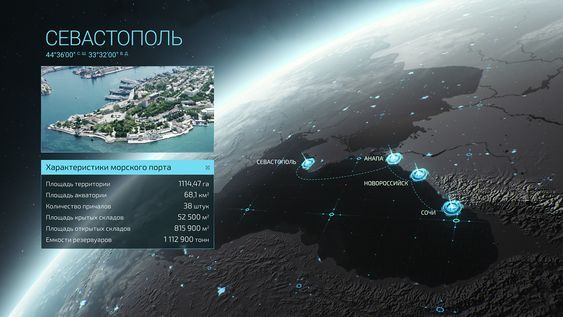 СЕВАСТОПОЛЬ
44°36'00" С.Ш. 33°32'00" В.Д.
Характеристики морского порта
Площадь территории 1114,47 га
Площадь акватории 68,1 км²
Количество причалов 38 штук
Площадь крытых складов 52 500 м²
Площадь открытых складов 815 900 м²
Емкости резервуаров 1 112 900 тонн
СЕВАСТОПОЛЬ
АНАПА
НОВОРОССИЙСК
СОЧИ